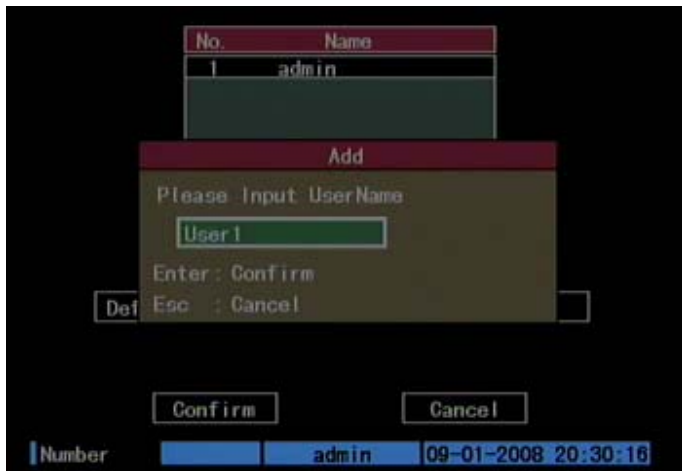 No. Name
1 admin
Add
Please Input UserName
User1
Enter: Confirm
Esc : Cancel
Def
Confirm Cancel
Number admin 09-01-2008 20:30:16